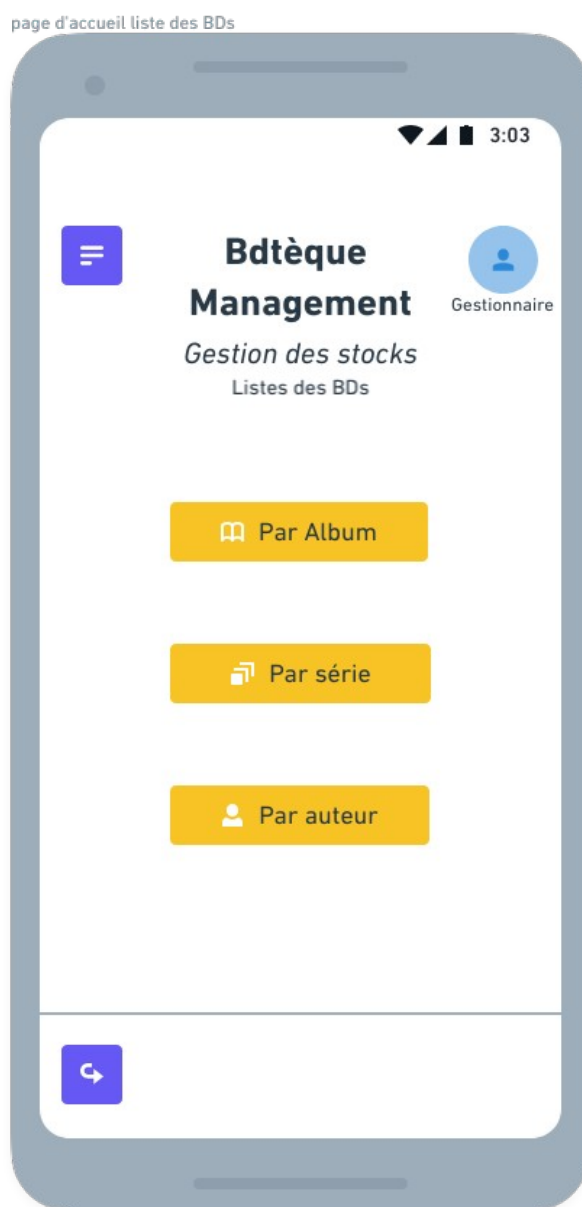 page d'accueil liste des BDs
3:03
Bdtèque
Management
Gestionnaire
Gestion des stocks
Listes des BDs
Par Album
Par série
Par auteur